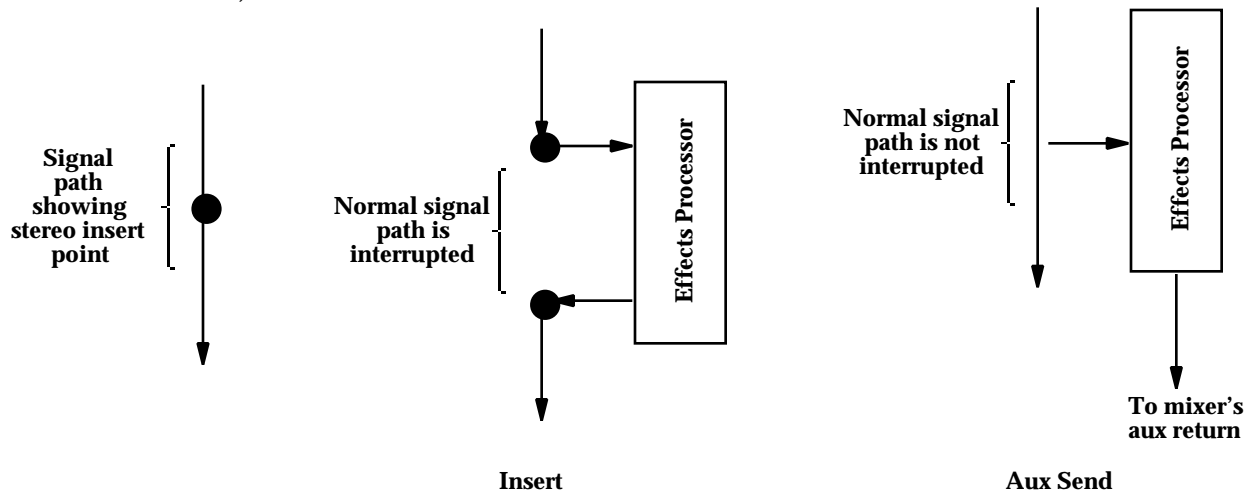 Signal
path
showing
stereo insert
point
Normal signal
path is
interrupted
Effects Processor
Insert
Normal signal
path is not
interrupted
Effects Processor
To mixer's
aux return
Aux Send